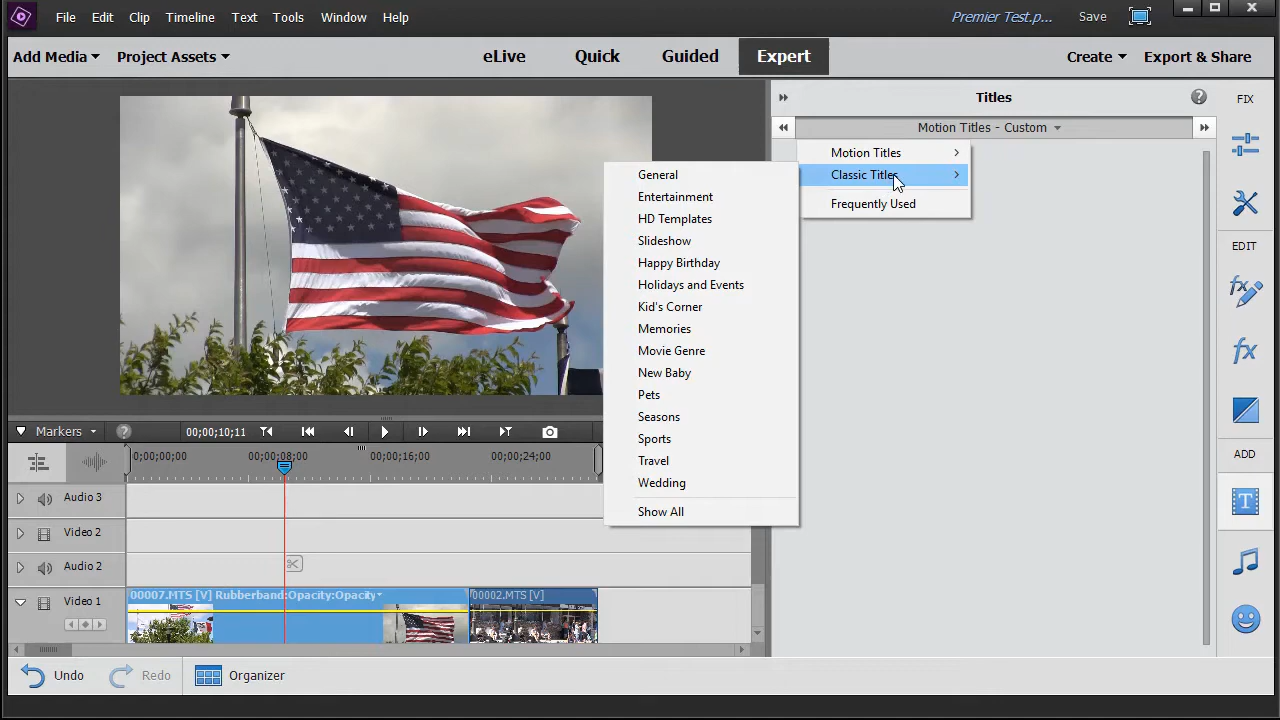 File Edit Clip Timeline Text Tools Window Help
Premier Test.p... Save
Add Media Project Assets
eLive Quick Guided Expert
Create Export & Share
Titles
FIX
Motion Titles - Custom
Motion Titles
Classic Titles
Frequently Used
General
Entertainment
HD Templates
Slideshow
Happy Birthday
Holidays and Events
Kid's Corner
Memories
Movie Genre
New Baby
Pets
Seasons
Sports
Travel
Wedding
Show All
EDIT
fx
fx
ADD
T
Markers 00;00;10;11
;0;00;00;00 00;00;08;00 00;00;16;00 00;00;24;00
Audio 3
Video 2
Audio 2
Video 1
00007.MTS [V] Rubberband:Opacity:Opacity
00002.MTS [V]
Undo Redo Organizer